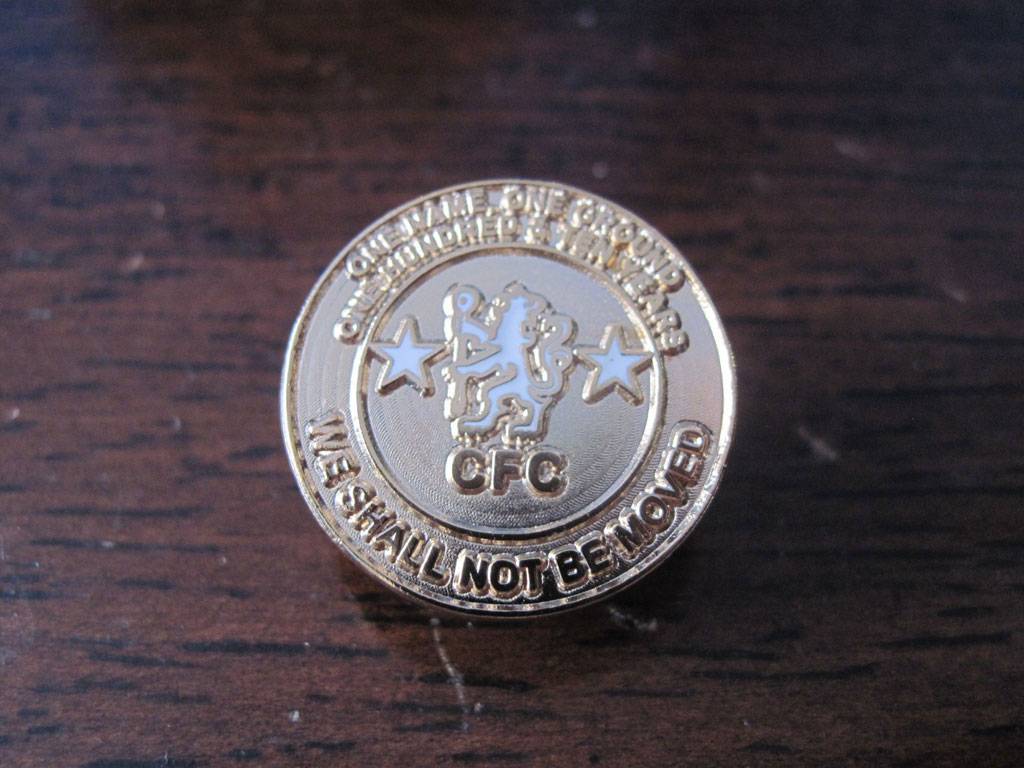 ONE NAME, ONE GROUND
ONE HUNDRED & TEN YEARS
CFC
WE SHALL NOT BE MOVED